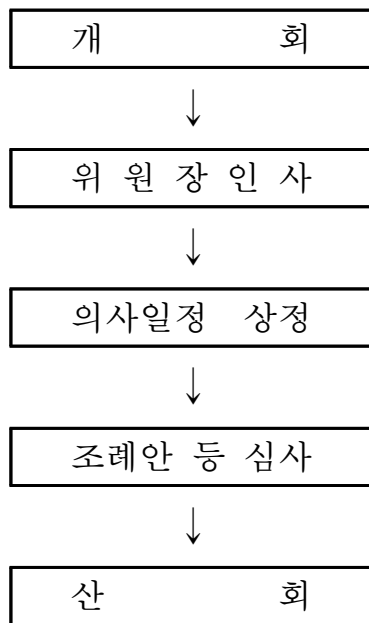 개 회
↓
위 원 장 인 사
↓
의사일정 상정
↓
조례안 등 심사
↓
산 회